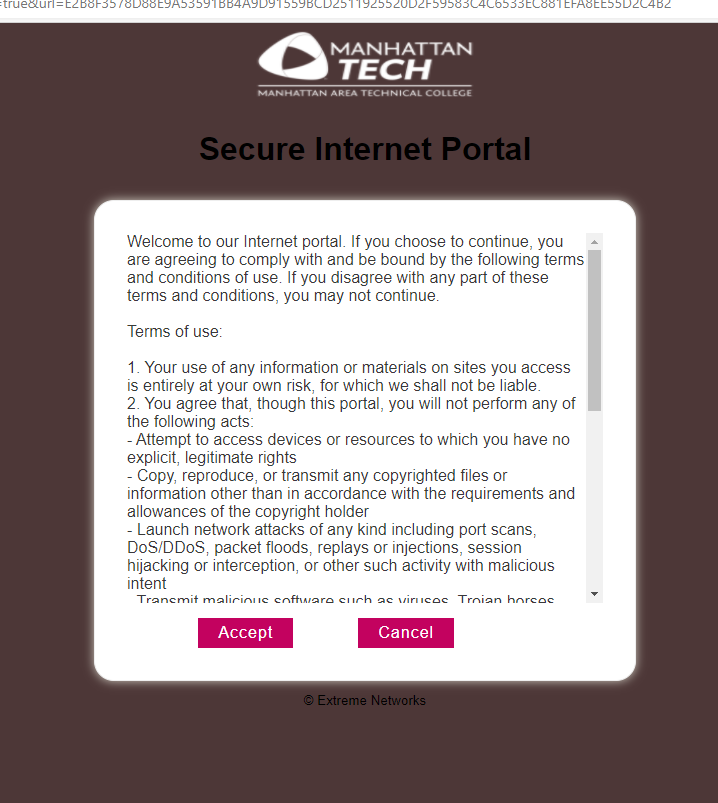 =true&url=E2B8F3578D88E9A53591BB4A9D91559BCD2511925520D2F59583C4C6533EC881EFA8EE55D2C4B2
MANHATTAN
TECH
MANHATTAN AREA TECHNICAL COLLEGE
Secure Internet Portal
Welcome to our Internet portal. If you choose to continue, you
are agreeing to comply with and be bound by the following terms
and conditions of use. If you disagree with any part of these
terms and conditions, you may not continue.
Terms of use:
1. Your use of any information or materials on sites you access
is entirely at your own risk, for which we shall not be liable.
2. You agree that, though this portal, you will not perform any of
the following acts:
- Attempt to access devices or resources to which you have no
explicit, legitimate rights
- Copy, reproduce, or transmit any copyrighted files or
information other than in accordance with the requirements and
allowances of the copyright holder
- Launch network attacks of any kind including port scans,
DoS/DDoS, packet floods, replays or injections, session
hijacking or interception, or other such activity with malicious
intent
- Transmit malicious software such as viruses, Trojan horses,
Accept Cancel
© Extreme Networks